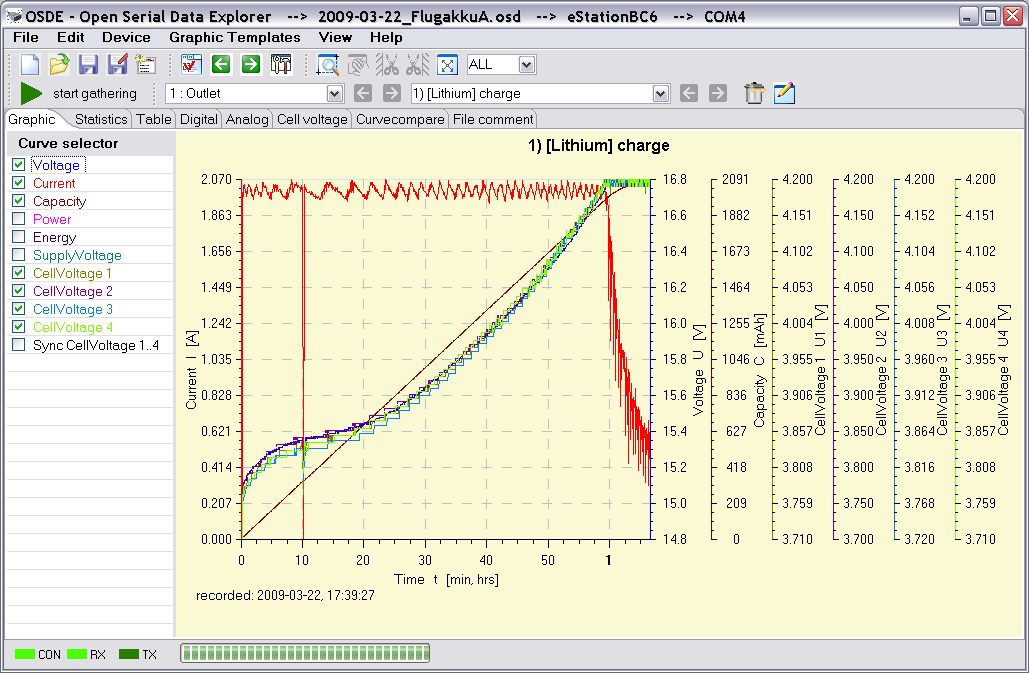 OSDE - Open Serial Data Explorer --> 2009-03-22_FlugakkuA.osd --> eStationBC6 --> COM4
File Edit Device Graphic Templates View Help
ALL
start gathering 1 : Outlet 1) [Lithium] charge
Graphic Statistics Table Digital Analog Cell voltage Curvecompare File comment
Curve selector
Voltage
Current
Capacity
Power
Energy
SupplyVoltage
CellVoltage 1
CellVoltage 2
CellVoltage 3
CellVoltage 4
Sync CellVoltage 1..4
1) [Lithium] charge
2.070 16.8 2091 4.200 4.200 4.200 4.200
1.863 16.6 1882 4.151 4.150 4.152 4.151
1.656 16.4 1673 4.102 4.100 4.104 4.102
1.449 16.2 1464 4.053 4.050 4.056 4.053
1.242 16.0 1255 4.004 4.000 4.008 4.004
1.035 15.8 1046 3.955 3.950 3.960 3.955
0.828 15.6 836 3.906 3.900 3.912 3.906
0.621 15.4 627 3.857 3.850 3.864 3.857
0.414 15.2 418 3.808 3.800 3.816 3.808
0.207 15.0 209 3.759 3.750 3.768 3.759
0.000 14.8 0 3.710 3.700 3.720 3.710
Current I [A]
Voltage U [V]
Capacity C [mAh]
CellVoltage 1 U1 [V]
CellVoltage 2 U2 [V]
CellVoltage 3 U3 [V]
CellVoltage 4 U4 [V]
0 10 20 30 40 50 1
Time t [min, hrs]
recorded: 2009-03-22, 17:39:27
CON RX TX